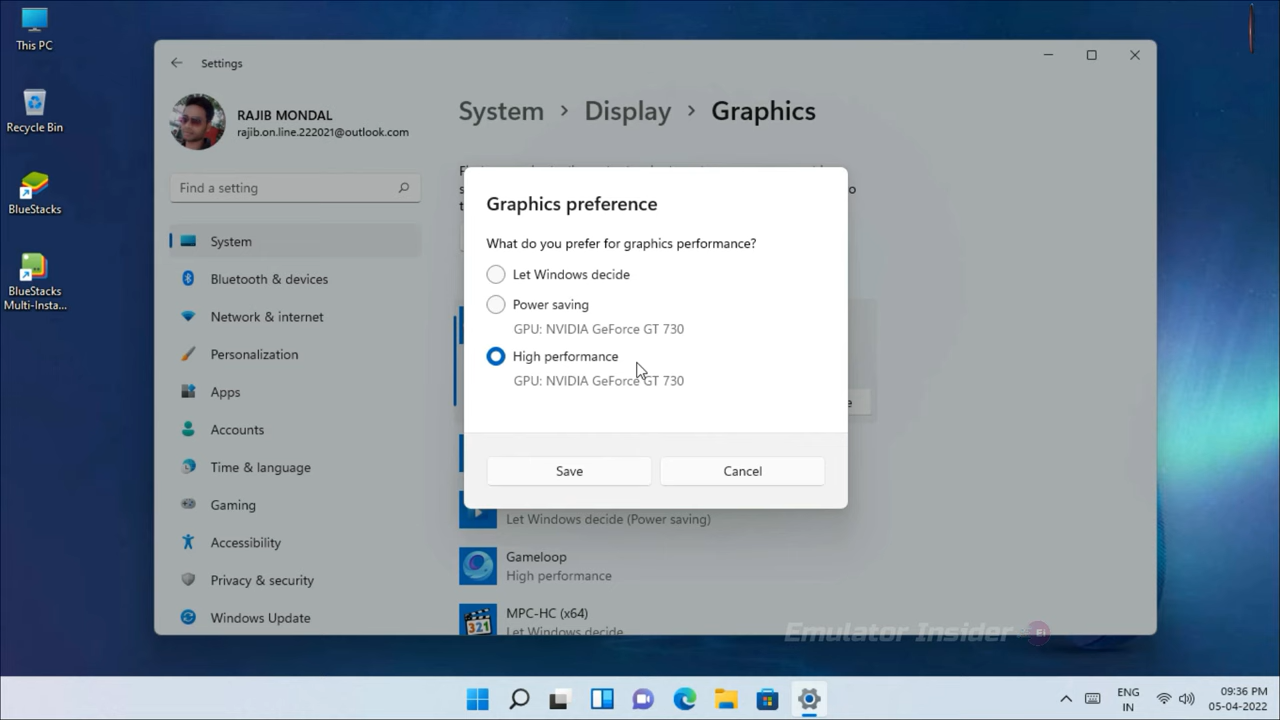 This PC
Recycle Bin
BlueStacks
BlueStacks
Multi-Insta...
Settings
RAJIB MONDAL
rajib.on.line.222021@outlook.com
Find a setting
System
Bluetooth & devices
Network & internet
Personalization
Apps
Accounts
Time & language
Gaming
Accessibility
Privacy & security
Windows Update
System > Display > Graphics
Graphics preference
What do you prefer for graphics performance?
Let Windows decide
Power saving
GPU: NVIDIA GeForce GT 730
High performance
GPU: NVIDIA GeForce GT 730
Save
Cancel
Let Windows decide (Power saving)
Gameloop
High performance
MPC-HC (x64)
Let Windows decide
Emulator Insider
Ei
ENG
IN
09:36 PM
05-04-2022